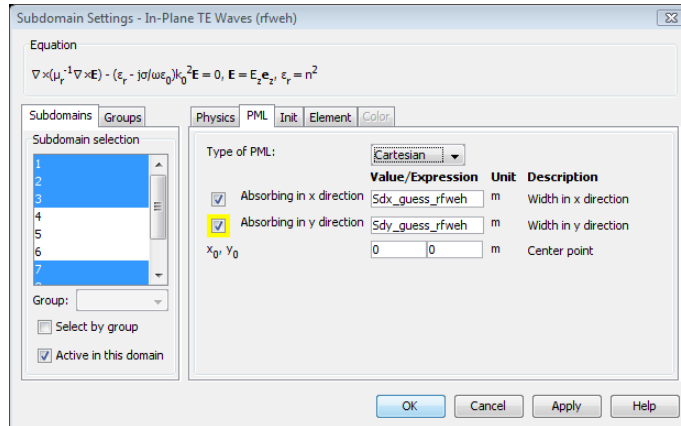 Subdomain Settings - In-Plane TE Waves (rfweh)
Equation
∇×(μr⁻¹∇×E) - (εr - jσ/ωε0)k0²E = 0, E = Ezez, εr = n²
Subdomains Groups
Subdomain selection
1
2
3
4
5
6
7
Group:
Select by group
Active in this domain
Physics PML Init Element Color
Type of PML: Cartesian
Value/Expression Unit Description
Absorbing in x direction Sdx_guess_rfweh m Width in x direction
Absorbing in y direction Sdy_guess_rfweh m Width in y direction
x0, y0 0 0 m Center point
OK Cancel Apply Help